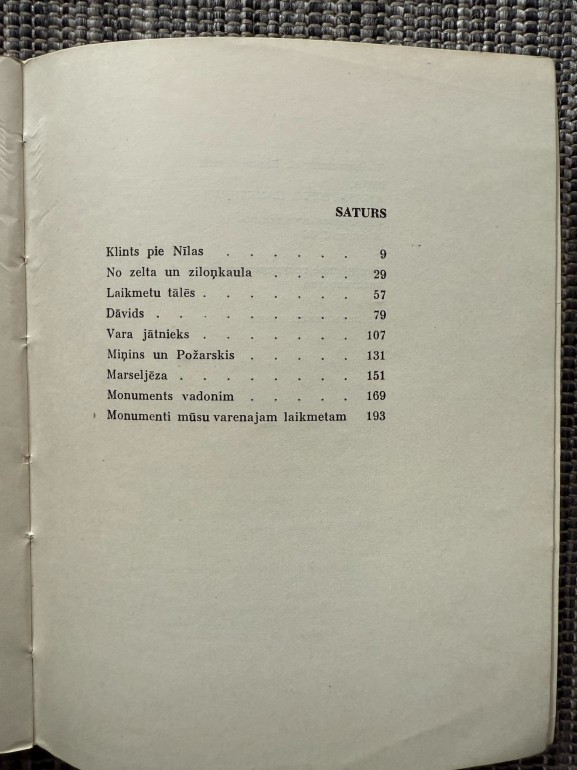 SATURS
Klints pie Nīlas . . . . . . 9
No zelta un ziloņkaula . . . . 29
Laikmetu tālēs . . . . . . . 57
Dāvids . . . . . . . . . 79
Vara jātnieks . . . . . . 107
Miņins un Požarskis . . . . . 131
Marseljēza . . . . . . . 151
Monuments vadonim . . . . . 169
Monumenti mūsu varenajam laikmetam 193